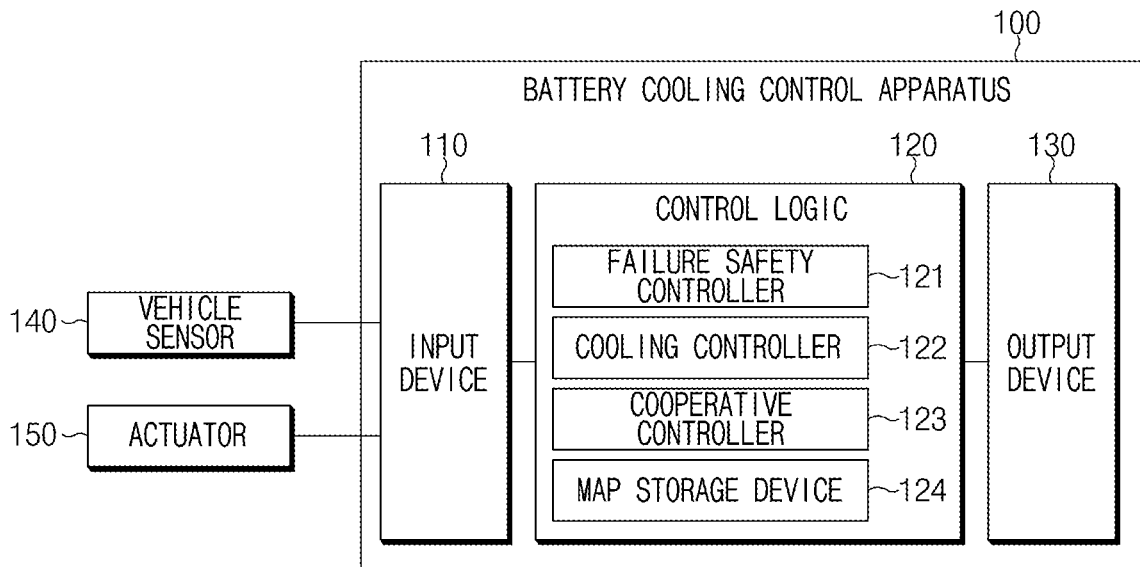 100
BATTERY COOLING CONTROL APPARATUS
110
120
130
CONTROL LOGIC
FAILURE SAFETY
CONTROLLER
121
140
VEHICLE
SENSOR
INPUT
DEVICE
COOLING CONTROLLER
122
OUTPUT
DEVICE
COOPERATIVE
CONTROLLER
123
150
ACTUATOR
MAP STORAGE DEVICE
124